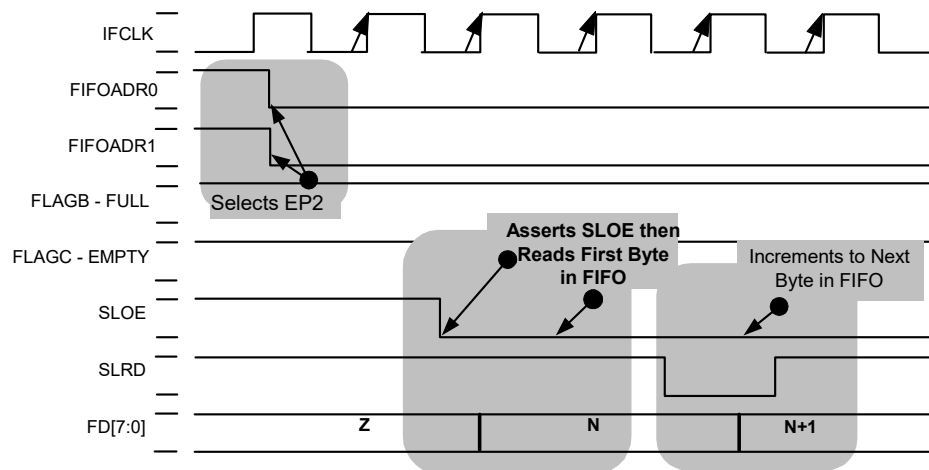 IFCLK
FIFOADR0
FIFOADR1
FLAGB - FULL
Selects EP2
FLAGC - EMPTY
Asserts SLOE then
Reads First Byte
in FIFO
Increments to Next
Byte in FIFO
SLOE
SLRD
FD[7:0]
Z
N
N+1